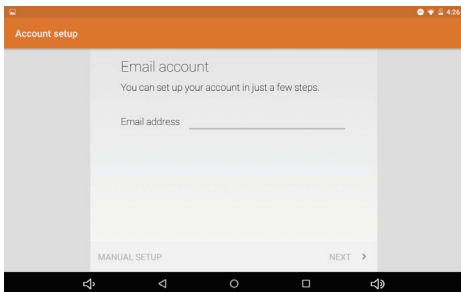 4:26
Account setup
Email account
You can set up your account in just a few steps.
Email address
MANUAL SETUP
NEXT